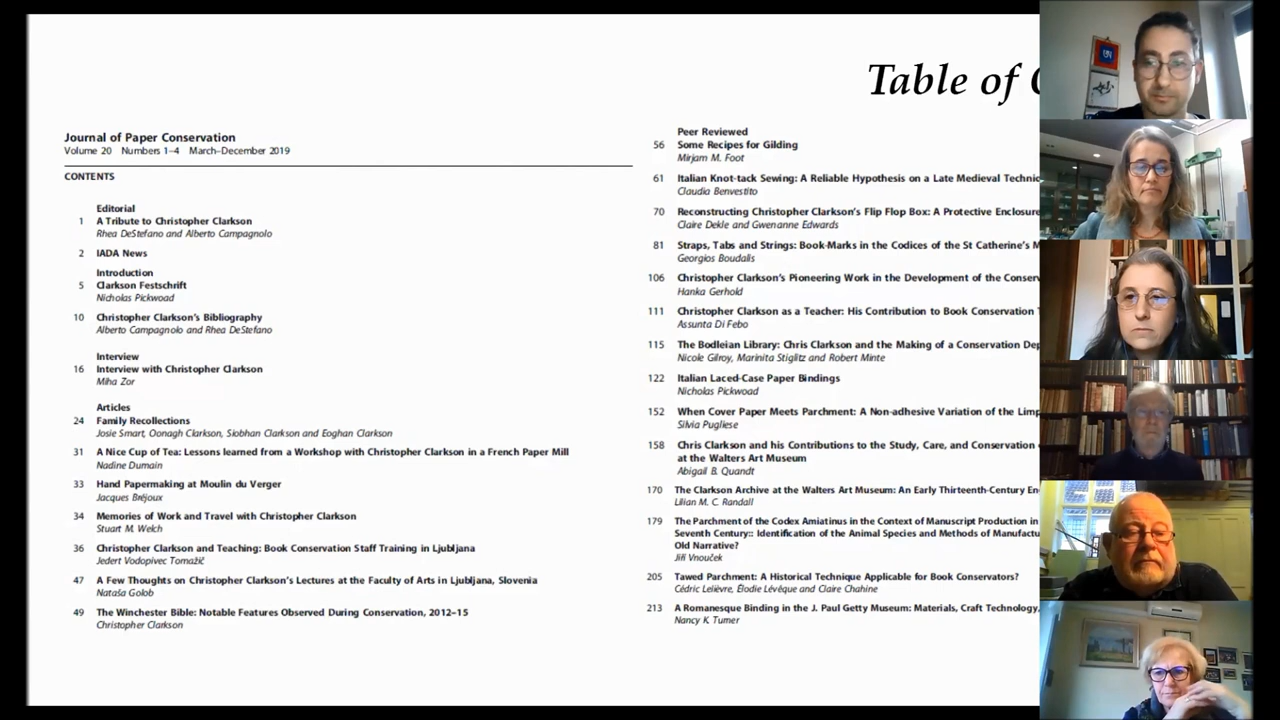 Table of
Journal of Paper Conservation
Volume 20 Numbers 1–4 March–December 2019
CONTENTS
Editorial
1 A Tribute to Christopher Clarkson
Rhea DeStefano and Alberto Campagnolo
2 IADA News
Introduction
5 Clarkson Festschrift
Nicholas Pickwoad
10 Christopher Clarkson's Bibliography
Alberto Campagnolo and Rhea DeStefano
Interview
16 Interview with Christopher Clarkson
Miha Zor
Articles
24 Family Recollections
Josie Smart, Oonagh Clarkson, Siobhan Clarkson and Eoghan Clarkson
31 A Nice Cup of Tea: Lessons learned from a Workshop with Christopher Clarkson in a French Paper Mill
Nadine Dumain
33 Hand Papermaking at Moulin du Verger
Jacques Bréjoux
34 Memories of Work and Travel with Christopher Clarkson
Stuart M. Welch
36 Christopher Clarkson and Teaching: Book Conservation Staff Training in Ljubljana
Jedert Vodopivec Tomažič
47 A Few Thoughts on Christopher Clarkson's Lectures at the Faculty of Arts in Ljubljana, Slovenia
Nataša Golob
49 The Winchester Bible: Notable Features Observed During Conservation, 2012–15
Christopher Clarkson
Peer Reviewed
56 Some Recipes for Gilding
Mirjam M. Foot
61 Italian Knot-tack Sewing: A Reliable Hypothesis on a Late Medieval Techni
Claudia Benvestito
70 Reconstructing Christopher Clarkson's Flip Flop Box: A Protective Enclosure
Claire Dekle and Gwenanne Edwards
81 Straps, Tabs and Strings: Book-Marks in the Codices of the St Catherine's M
Georgios Boudalis
106 Christopher Clarkson's Pioneering Work in the Development of the Conser
Hanka Gerhold
111 Christopher Clarkson as a Teacher: His Contribution to Book Conservation
Assunta Di Febo
115 The Bodleian Library: Chris Clarkson and the Making of a Conservation De
Nicole Gilroy, Marinita Stiglitz and Robert Minte
122 Italian Laced-Case Paper Bindings
Nicholas Pickwoad
152 When Cover Paper Meets Parchment: A Non-adhesive Variation of the Limp
Silvia Pugliese
158 Chris Clarkson and his Contributions to the Study, Care, and Conservation
at the Walters Art Museum
Abigail B. Quandt
170 The Clarkson Archive at the Walters Art Museum: An Early Thirteenth-Century En
Lilian M. C. Randall
179 The Parchment of the Codex Amiatinus in the Context of Manuscript Production in
Seventh Century:: Identification of the Animal Species and Methods of Manufactu
Old Narrative?
Jiří Vnouček
205 Tawed Parchment: A Historical Technique Applicable for Book Conservators?
Cédric Lelièvre, Élodie Lévêque and Claire Chahine
213 A Romanesque Binding in the J. Paul Getty Museum: Materials, Craft Technology,
Nancy K. Turner